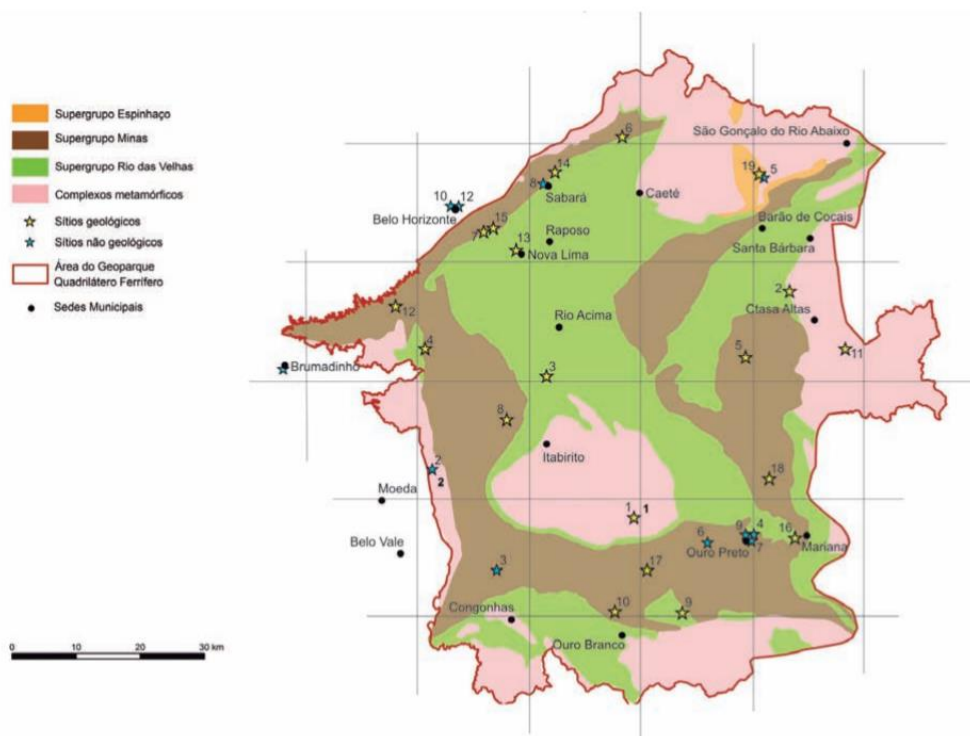 Supergrupo Espinhaço
Supergrupo Minas
Supergrupo Rio das Velhas
Complexos metamórficos
Sítios geológicos
Sítios não geológicos
Área do Geoparque
Quadrilátero Ferrífero
Sedes Municipais
6
São Gonçalo do Rio Abaixo
14
19
5
8
Sabará
Caeté
10
12
Belo Horizonte
15
7
13
Raposo
Nova Lima
Barão de Cocais
Santa Bárbara
2
Ctasa Altas
12
Rio Acima
4
5
11
Brumadinho
3
8
Itabirito
2
2
18
Moeda
1
1
Belo Vale
6
9
4
7
Ouro Preto
16
Mariana
3
17
Congonhas
10
9
Ouro Branco
0
10
20
30 km